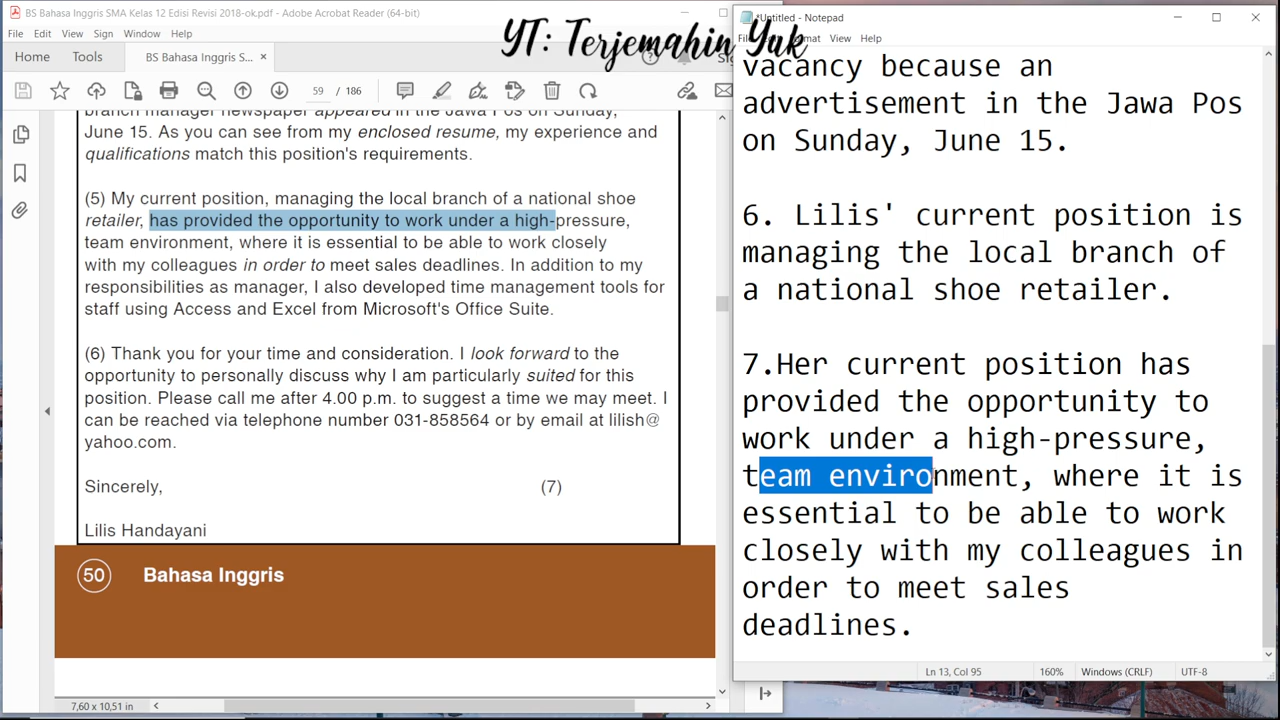 BS Bahasa Inggris SMA Kelas 12 Edisi Revisi 2018-ok.pdf - Adobe Acrobat Reader (64-bit)
File Edit View Sign Window Help
Home Tools BS Bahasa Inggris S... ×
59 / 186
YT: Terjemahin Yuk
branch manager newspaper appeared in the Jawa Pos on Sunday,
June 15. As you can see from my enclosed resume, my experience and
qualifications match this position's requirements.
(5) My current position, managing the local branch of a national shoe
retailer, has provided the opportunity to work under a high-pressure,
team environment, where it is essential to be able to work closely
with my colleagues in order to meet sales deadlines. In addition to my
responsibilities as manager, I also developed time management tools for
staff using Access and Excel from Microsoft's Office Suite.
(6) Thank you for your time and consideration. I look forward to the
opportunity to personally discuss why I am particularly suited for this
position. Please call me after 4.00 p.m. to suggest a time we may meet. I
can be reached via telephone number 031-858564 or by email at lilish@
yahoo.com.
Sincerely, (7)
Lilis Handayani
50 Bahasa Inggris
7,60 x 10,51 in
*Untitled - Notepad
View Help
vacancy because an
advertisement in the Jawa Pos
on Sunday, June 15.
6. Lilis' current position is
managing the local branch of
a national shoe retailer.
7.Her current position has
provided the opportunity to
work under a high-pressure,
team environment, where it is
essential to be able to work
closely with my colleagues in
order to meet sales
deadlines.
Ln 13, Col 95 160% Windows (CRLF) UTF-8